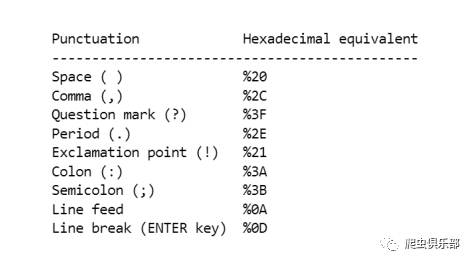 Punctuation Hexadecimal equivalent
-----------------------------------------------
Space ( ) %20
Comma (,) %2C
Question mark (?) %3F
Period (.) %2E
Exclamation point (!) %21
Colon (:) %3A
Semicolon (;) %3B
Line feed %0A
Line break (ENTER key) %0D
爬虫俱乐部